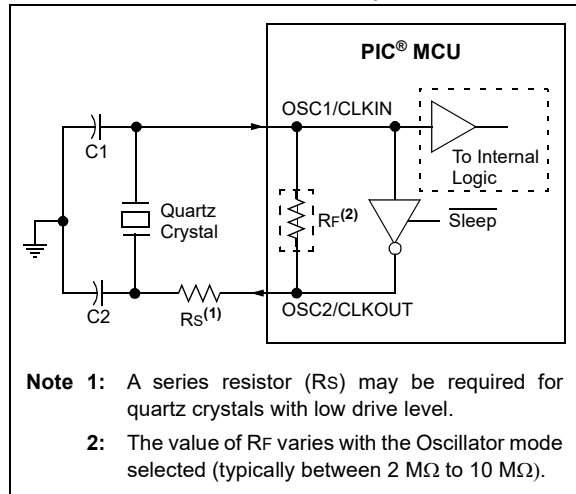 PIC® MCU
OSC1/CLKIN
C1
To Internal
Logic
Quartz
Crystal
RF(2)
Sleep
C2
RS(1)
OSC2/CLKOUT
Note 1: A series resistor (RS) may be required for
quartz crystals with low drive level.
2: The value of RF varies with the Oscillator mode
selected (typically between 2 MΩ to 10 MΩ).